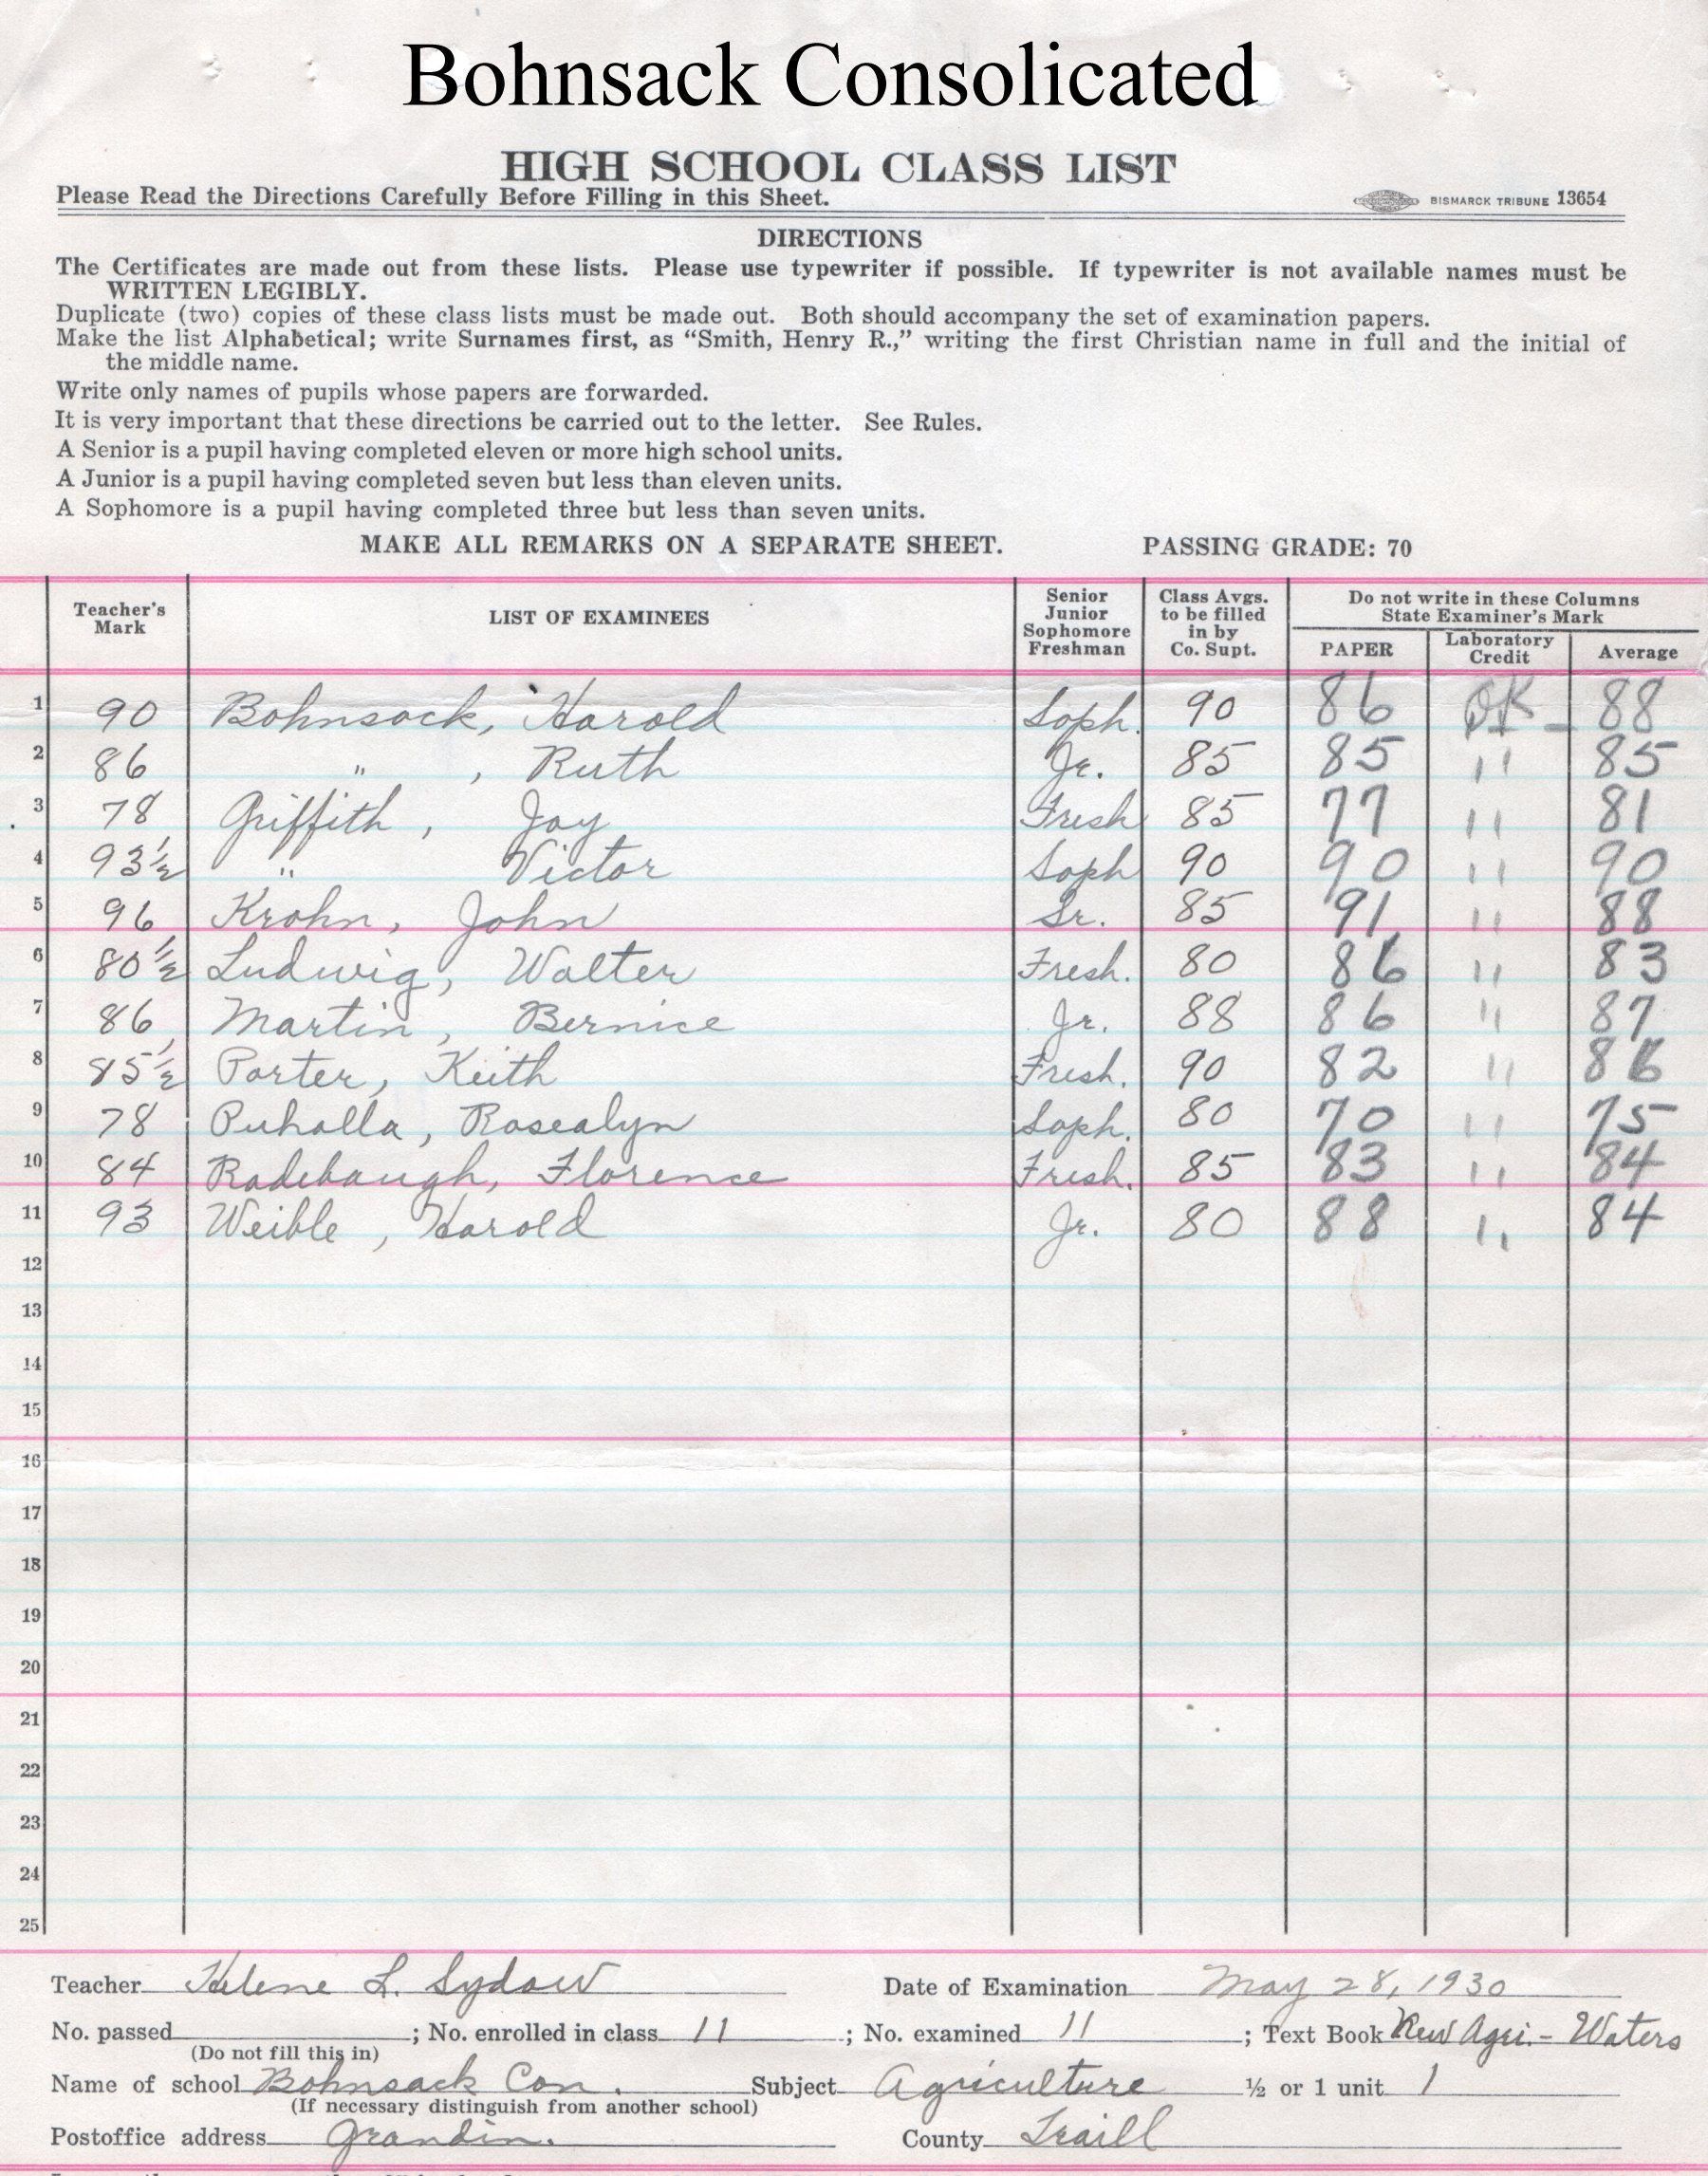 Bohnsack Consolicated
HIGH SCHOOL CLASS LIST
Please Read the Directions Carefully Before Filling in this Sheet. BISMARCK TRIBUNE 13654
DIRECTIONS
The Certificates are made out from these lists. Please use typewriter if possible. If typewriter is not available names must be
WRITTEN LEGIBLY.
Duplicate (two) copies of these class lists must be made out. Both should accompany the set of examination papers.
Make the list Alphabetical; write Surnames first, as “Smith, Henry R.,” writing the first Christian name in full and the initial of
the middle name.
Write only names of pupils whose papers are forwarded.
It is very important that these directions be carried out to the letter. See Rules.
A Senior is a pupil having completed eleven or more high school units.
A Junior is a pupil having completed seven but less than eleven units.
A Sophomore is a pupil having completed three but less than seven units.
MAKE ALL REMARKS ON A SEPARATE SHEET. PASSING GRADE: 70
Teacher's Mark LIST OF EXAMINEES Senior Junior Sophomore Freshman Class Avgs. to be filled in by Co. Supt. Do not write in these Columns State Examiner's Mark PAPER Laboratory Credit Average
1 90 Bohnsack, Harold Soph. 90 86 OK 88
2 86 " , Ruth Jr. 85 85 " 85
3 78 Griffith, Joy Fresh 85 77 " 81
4 93½ " Victor Soph 90 90 " 90
5 96 Krohn, John Sr. 85 91 " 88
6 80½ Ludwig, Walter Fresh. 80 86 " 83
7 86 Martin, Bernice Jr. 88 86 " 87
8 85½ Porter, Keith Fresh. 90 82 " 86
9 78 Puhalla, Rosealyn Soph. 80 70 " 75
10 84 Radebaugh, Florence Fresh. 85 83 " 84
11 93 Weible, Harold Jr. 80 88 " 84
12
13
14
15
16
17
18
19
20
21
22
23
24
25
Teacher Helene L. Sydow Date of Examination May 28, 1930
No. passed ; No. enrolled in class 11 ; No. examined 11 ; Text Book New Agri. - Waters
(Do not fill this in)
Name of school Bohnsack Con. Subject Agriculture ½ or 1 unit 1
(If necessary distinguish from another school)
Postoffice address Grandin. County Traill